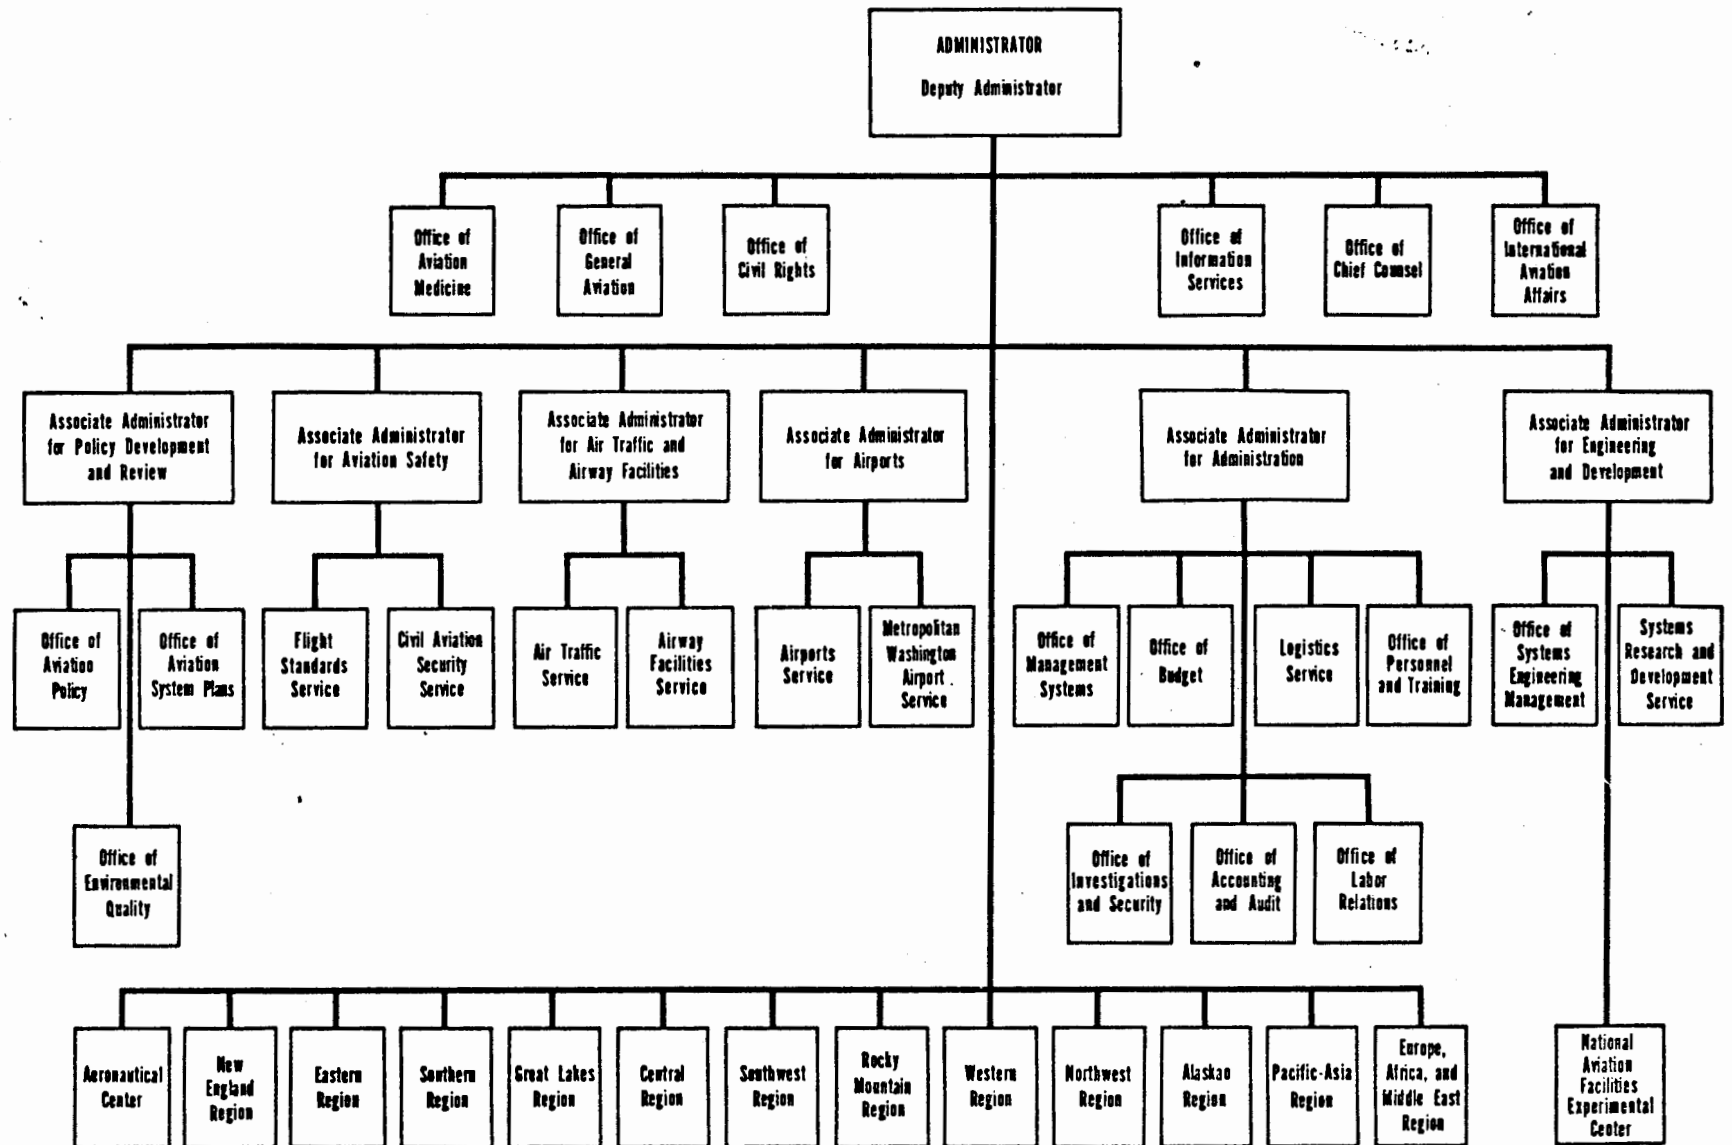 ADMINISTRATOR
Deputy Administrator
Office of
Aviation
Medicine
Office of
General
Aviation
Office of
Civil Rights
Office of
Information
Services
Office of
Chief Counsel
Office of
International
Aviation
Affairs
Associate Administrator
for Policy Development
and Review
Associate Administrator
for Aviation Safety
Associate Administrator
for Air Traffic and
Airway Facilities
Associate Administrator
for Airports
Associate Administrator
for Administration
Associate Administrator
for Engineering
and Development
Office of
Aviation
Policy
Office of
Aviation
System Plans
Flight
Standards
Service
Civil Aviation
Security
Service
Air Traffic
Service
Airway
Facilities
Service
Airports
Service
Metropolitan
Washington
Airport
Service
Office of
Management
Systems
Office of
Budget
Logistics
Service
Office of
Personnel
and Training
Office of
Systems
Engineering
Management
Systems
Research and
Development
Service
Office of
Environmental
Quality
Office of
Investigations
and Security
Office of
Accounting
and Audit
Office of
Labor
Relations
Aeronautical
Center
New
England
Region
Eastern
Region
Southern
Region
Great Lakes
Region
Central
Region
Southwest
Region
Rocky
Mountain
Region
Western
Region
Northwest
Region
Alaskan
Region
Pacific-Asia
Region
Europe,
Africa, and
Middle East
Region
National
Aviation
Facilities
Experimental
Center